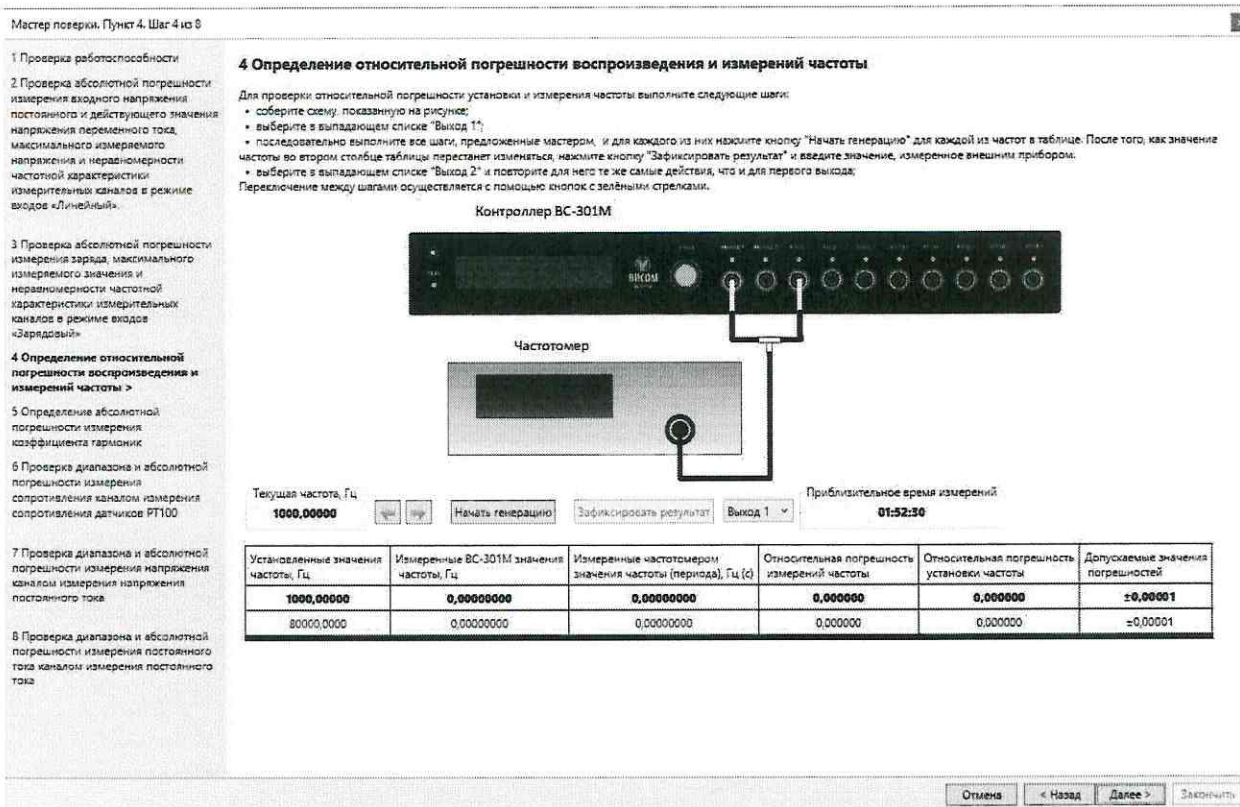 Мастер поверки. Пункт 4. Шаг 4 из 8
1 Проверка работоспособности
2 Проверка абсолютной погрешности
измерения входного напряжения
постоянного и действующего значения
напряжения переменного тока,
максимального измеряемого
напряжения и неравномерности
частотной характеристики
измерительных каналов в режиме
входов «Линейный».
3 Проверка абсолютной погрешности
измерения заряда, максимального
измеряемого значения и
неравномерности частотной
характеристики измерительных
каналов в режиме входов
«Зарядовый»
4 Определение относительной
погрешности воспроизведения и
измерений частоты >
5 Определение абсолютной
погрешности измерения
коэффициента гармоник
6 Проверка диапазона и абсолютной
погрешности измерения
сопротивления каналом измерения
сопротивления датчиков PT100
7 Проверка диапазона и абсолютной
погрешности измерения напряжения
каналом измерения напряжения
постоянного тока
8 Проверка диапазона и абсолютной
погрешности измерения постоянного
тока каналом измерения постоянного
тока
4 Определение относительной погрешности воспроизведения и измерений частоты
Для проверки относительной погрешности установки и измерения частоты выполните следующие шаги:
• соберите схему, показанную на рисунке;
• выберите в выпадающем списке "Выход 1";
• последовательно выполните все шаги, предложенные мастером, и для каждого из них нажмите кнопку "Начать генерацию" для каждой из частот в таблице. После того, как значение
частоты во втором столбце таблицы перестанет изменяться, нажмите кнопку "Зафиксировать результат" и введите значение, измеренное внешним прибором.
• выберите в выпадающем списке "Выход 2" и повторите для него те же самые действия, что и для первого выхода;
Переключение между шагами осуществляется с помощью кнопок с зелёными стрелками.
Контроллер ВС-301М
Частотомер
Текущая частота, Гц
1000,00000
Начать генерацию
Зафиксировать результат
Выход 1
Приблизительное время измерений
01:52:30
Установленные значения частоты, Гц
Измеренные ВС-301М значения частоты, Гц
Измеренные частотомером значения частоты (периода), Гц (с)
Относительная погрешность измерений частоты
Относительная погрешность установки частоты
Допускаемые значения погрешностей
1000,00000 0,00000000 0,00000000 0,000000 0,000000 ±0,00001
80000,0000 0,00000000 0,00000000 0,000000 0,000000 ±0,00001
Отмена
< Назад
Далее >
Закончить